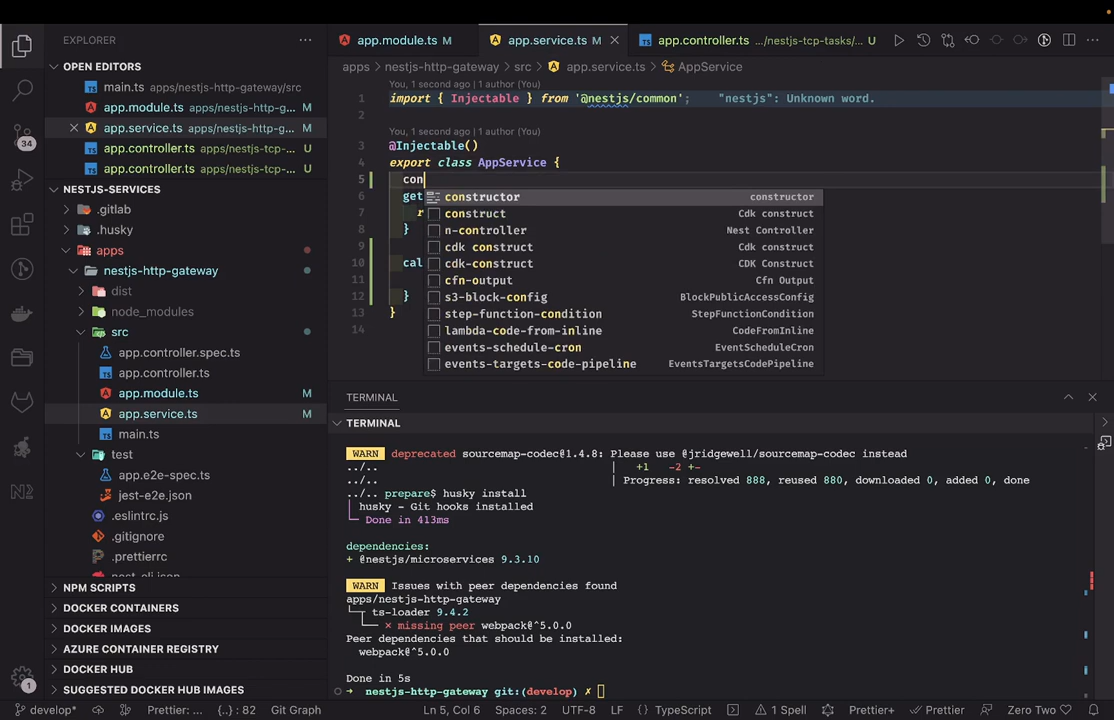 EXPLORER
OPEN EDITORS
main.ts apps/nestjs-http-gateway/src
app.module.ts apps/nestjs-http-ga... M
app.service.ts apps/nestjs-http-g... M
app.controller.ts apps/nestjs-tcp-... U
app.controller.ts apps/nestjs-tcp-... U
NESTJS-SERVICES
.gitlab
.husky
apps
nestjs-http-gateway
dist
node_modules
src
app.controller.spec.ts
app.controller.ts
app.module.ts M
app.service.ts M
main.ts
test
app.e2e-spec.ts
jest-e2e.json
.eslintrc.js
.gitignore
.prettierrc
nest-cli.json
NPM SCRIPTS
DOCKER CONTAINERS
DOCKER IMAGES
AZURE CONTAINER REGISTRY
DOCKER HUB
SUGGESTED DOCKER HUB IMAGES
34
1
app.module.ts M
app.service.ts M
app.controller.ts .../nestjs-tcp-tasks/... U
apps > nestjs-http-gateway > src > app.service.ts > AppService
You, 1 second ago | 1 author (You)
1 import { Injectable } from '@nestjs/common'; "nestjs": Unknown word.
2
You, 1 second ago | 1 author (You)
3 @Injectable()
4 export class AppService {
5 con
6 get
7 r
8 }
9
10 cal
11
12 }
13 }
14
constructor constructor
construct Cdk construct
n-controller Nest Controller
cdk construct Cdk construct
cdk-construct CDK Construct
cfn-output Cfn Output
s3-block-config BlockPublicAccessConfig
step-function-condition StepFunctionCondition
lambda-code-from-inline CodeFromInline
events-schedule-cron EventScheduleCron
events-targets-code-pipeline EventsTargetsCodePipeline
TERMINAL
TERMINAL
WARN deprecated sourcemap-codec@1.4.8: Please use @jridgewell/sourcemap-codec instead
../.. | +1 -2 +-
../.. | Progress: resolved 888, reused 880, downloaded 0, added 0, done
../.. prepare$ husky install
husky - Git hooks installed
Done in 413ms
dependencies:
+ @nestjs/microservices 9.3.10
WARN Issues with peer dependencies found
apps/nestjs-http-gateway
ts-loader 9.4.2
✕ missing peer webpack@^5.0.0
Peer dependencies that should be installed:
webpack@^5.0.0
Done in 5s
➜ nestjs-http-gateway git:(develop) ✗
develop* Prettier: ... {..} : 82 Git Graph Ln 5, Col 6 Spaces: 2 UTF-8 LF {} TypeScript 1 Spell Prettier+ Prettier Zero Two